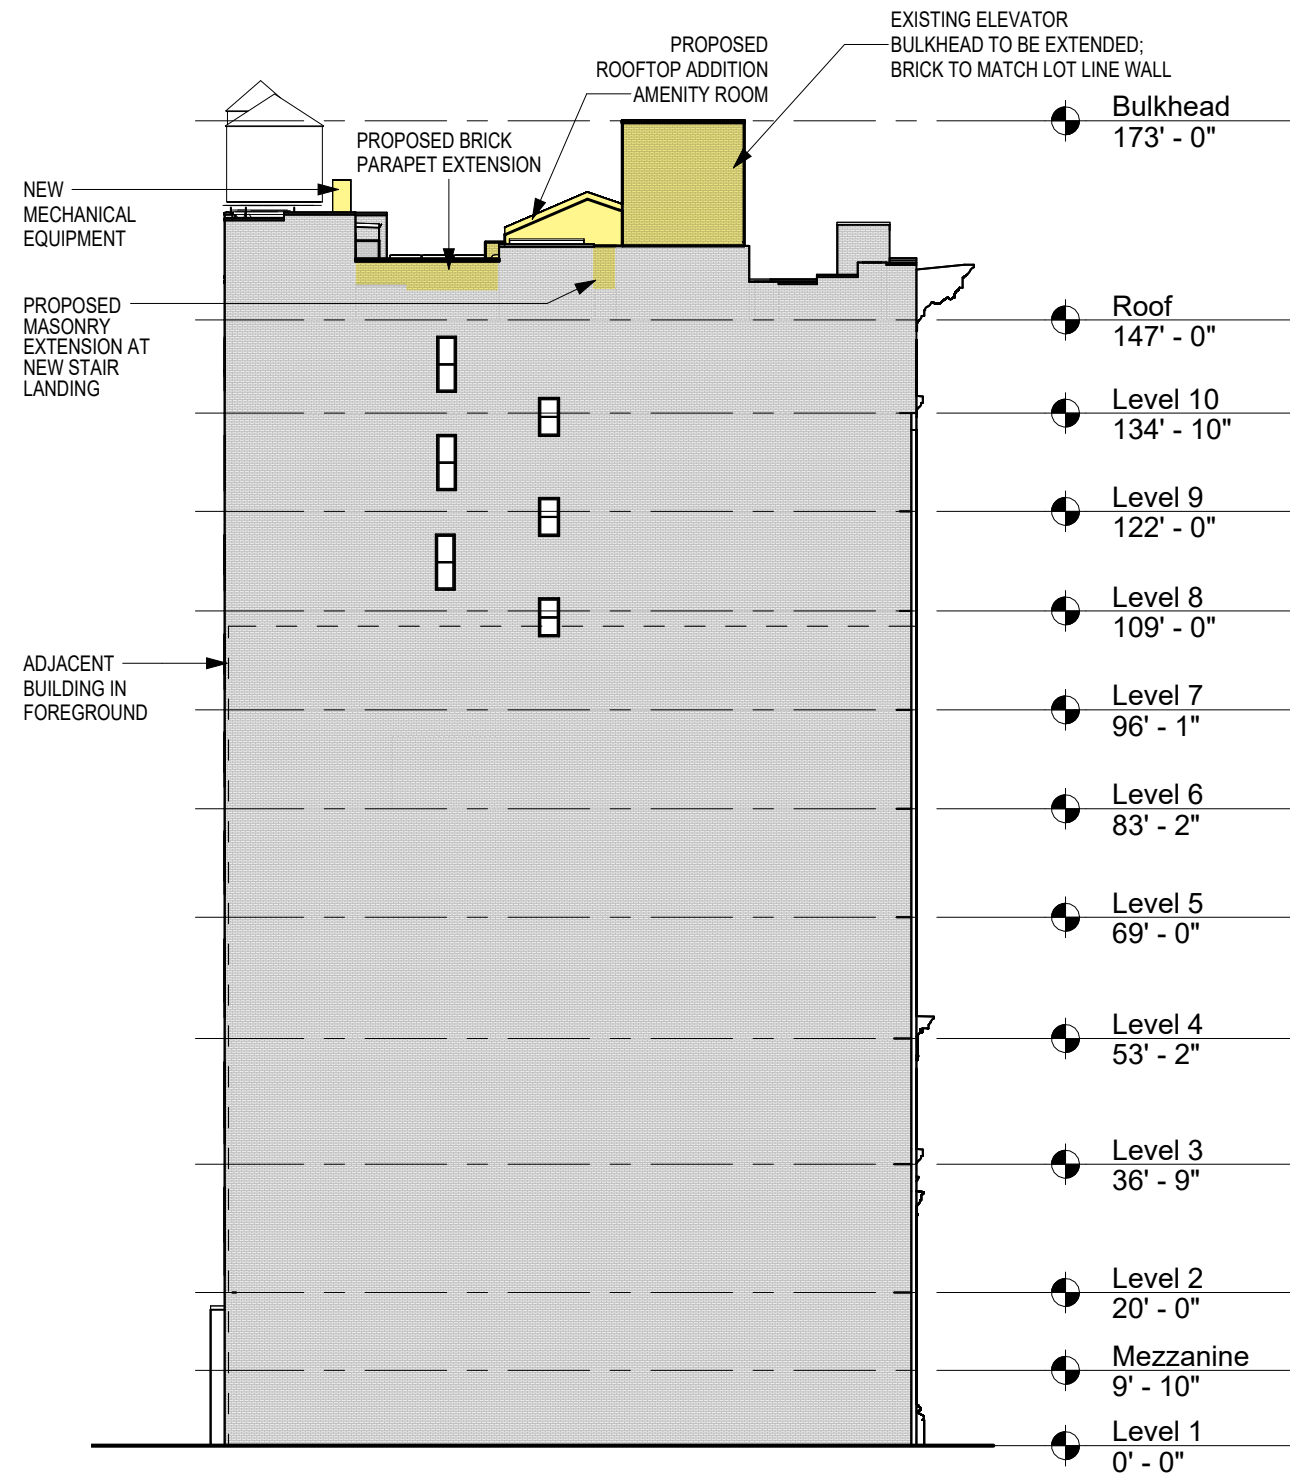 EXISTING ELEVATOR
BULKHEAD TO BE EXTENDED;
BRICK TO MATCH LOT LINE WALL
PROPOSED
ROOFTOP ADDITION
AMENITY ROOM
PROPOSED BRICK
PARAPET EXTENSION
NEW
MECHANICAL
EQUIPMENT
PROPOSED
MASONRY
EXTENSION AT
NEW STAIR
LANDING
ADJACENT
BUILDING IN
FOREGROUND
Bulkhead
173' - 0"
Roof
147' - 0"
Level 10
134' - 10"
Level 9
122' - 0"
Level 8
109' - 0"
Level 7
96' - 1"
Level 6
83' - 2"
Level 5
69' - 0"
Level 4
53' - 2"
Level 3
36' - 9"
Level 2
20' - 0"
Mezzanine
9' - 10"
Level 1
0' - 0"